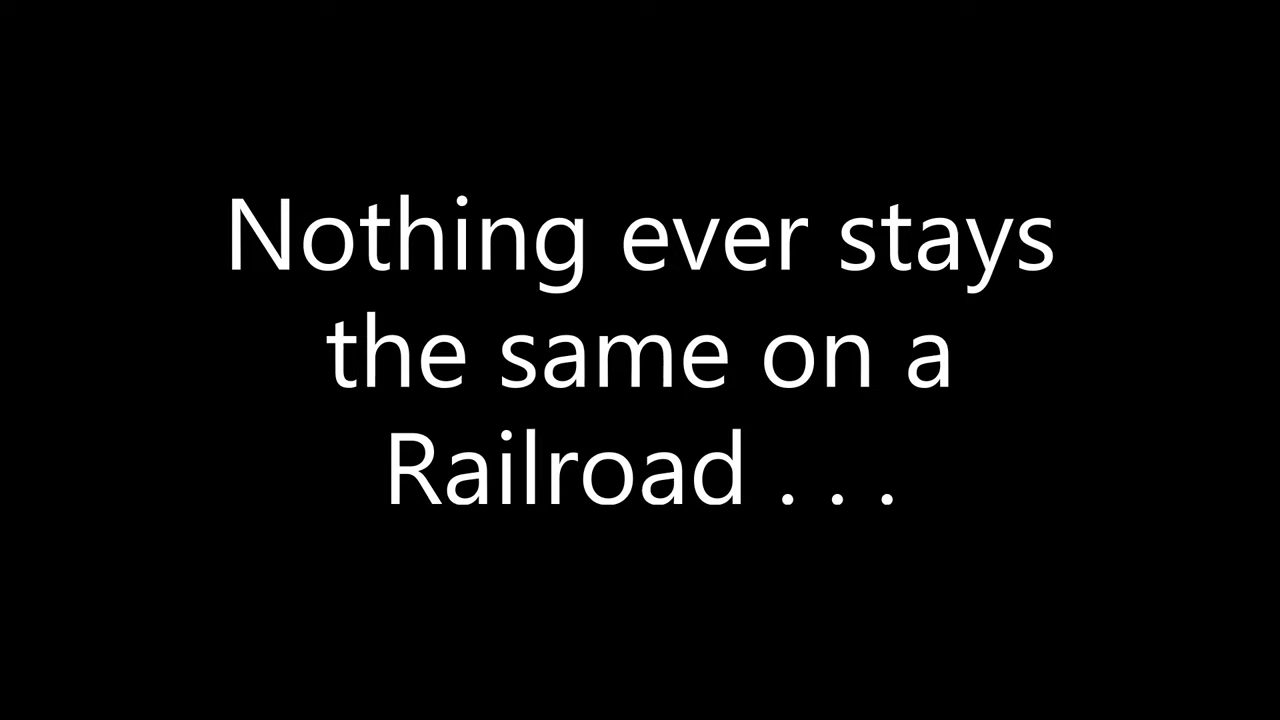 Nothing ever stays
the same on a
Railroad . . .